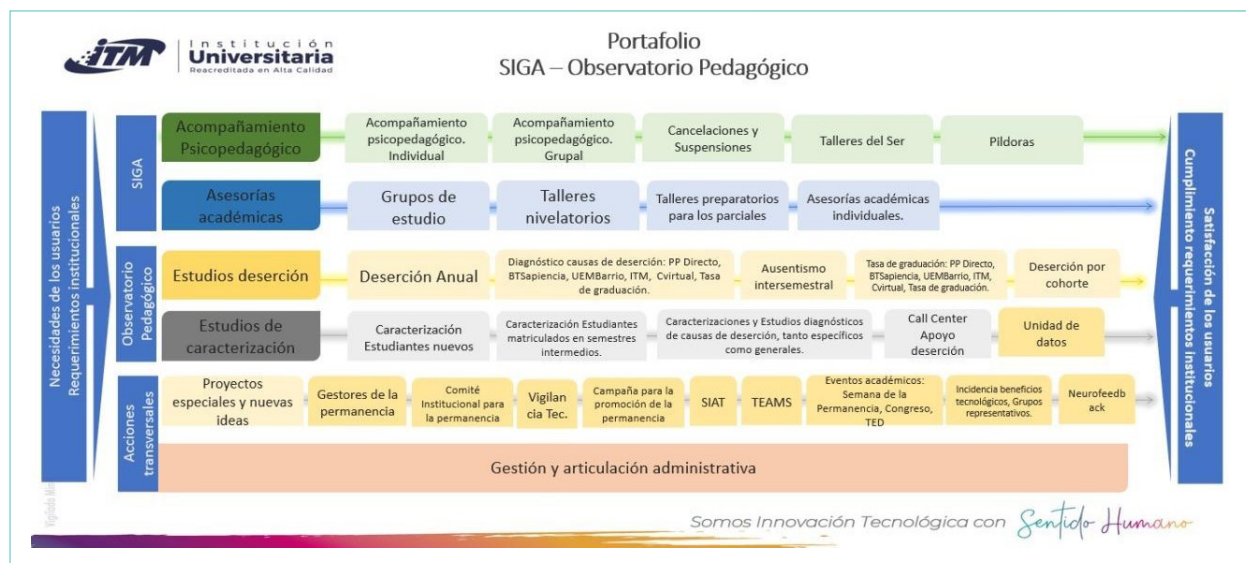 iTM
Institución
Universitaria
Reacreditada en Alta Calidad
Portafolio
SIGA – Observatorio Pedagógico
Necesidades de los usuarios
Requerimientos institucionales
SIGA
Acompañamiento
Psicopedagógico
Acompañamiento
psicopedagógico.
Individual
Acompañamiento
psicopedagógico.
Grupal
Cancelaciones y
Suspensiones
Talleres del Ser
Pildoras
Asesorías
académicas
Grupos de
estudio
Talleres
nivelatorios
Talleres preparatorios
para los parciales
Asesorías académicas
individuales.
Observatorio
Pedagógico
Estudios deserción
Deserción Anual
Diagnóstico causas de deserción: PP Directo,
BTSapiencia, UEMBarrio, ITM, Cvirtual, Tasa
de graduación.
Ausentismo
intersemestral
Tasa de graduación: PP Directo,
BTSapiencia, UEMBarrio, ITM,
Cvirtual, Tasa de graduación.
Deserción por
cohorte
Estudios de
caracterización
Caracterización
Estudiantes nuevos
Caracterización Estudiantes
matriculados en semestres
intermedios.
Caracterizaciones y Estudios diagnósticos
de causas de deserción, tanto específicos
como generales.
Call Center
Apoyo
deserción
Unidad de
datos
Acciones
transversales
Proyectos
especiales y nuevas
ideas
Gestores de la
permanencia
Comité
Institucional para
la permanencia
Vigilan
cia Tec.
Campaña para la
promoción de la
permanencia
SIAT
TEAMS
Eventos académicos:
Semana de la
Permanencia, Congreso,
TED
Incidencia beneficios
tecnológicos, Grupos
representativos.
Neurofeedb
ack
Gestión y articulación administrativa
Satisfacción de los usuarios
Cumplimiento requerimientos institucionales
Vigilada
Somos Innovación Tecnológica con Sentido Humano